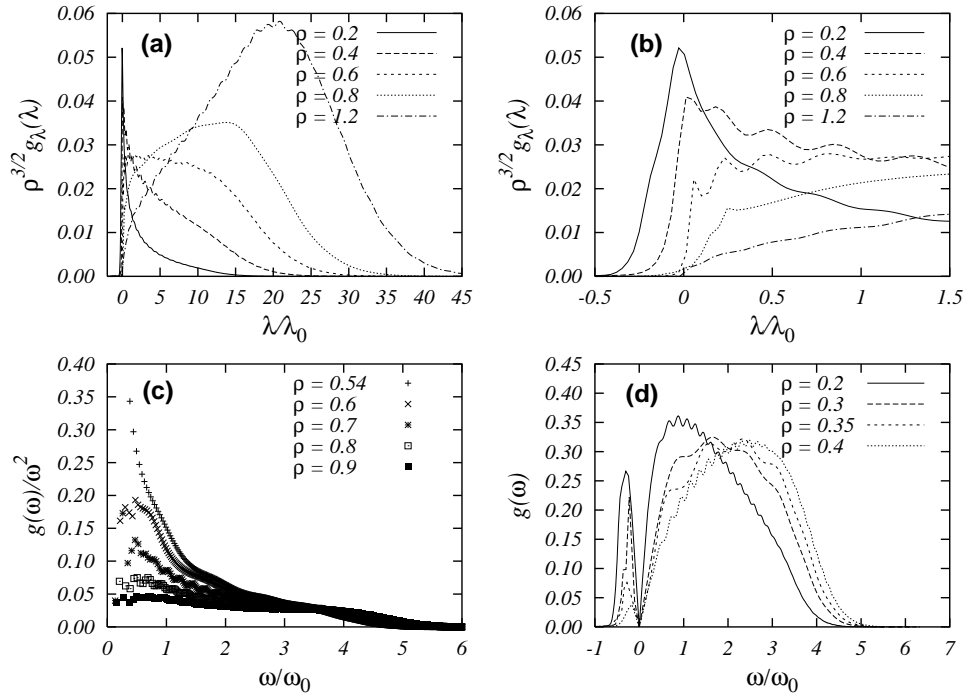 (a)
ρ^{3/2} g_λ(λ)
0.06
0.05
0.04
0.03
0.02
0.01
0.00
ρ = 0.2
ρ = 0.4
ρ = 0.6
ρ = 0.8
ρ = 1.2
0 5 10 15 20 25 30 35 40 45
λ/λ_0
(b)
ρ^{3/2} g_λ(λ)
0.06
0.05
0.04
0.03
0.02
0.01
0.00
ρ = 0.2
ρ = 0.4
ρ = 0.6
ρ = 0.8
ρ = 1.2
-0.5 0 0.5 1 1.5
λ/λ_0
(c)
g(ω)/ω^2
0.40
0.35
0.30
0.25
0.20
0.15
0.10
0.05
0.00
ρ = 0.54
ρ = 0.6
ρ = 0.7
ρ = 0.8
ρ = 0.9
0 1 2 3 4 5 6
ω/ω_0
(d)
g(ω)
0.45
0.40
0.35
0.30
0.25
0.20
0.15
0.10
0.05
0.00
ρ = 0.2
ρ = 0.3
ρ = 0.35
ρ = 0.4
-1 0 1 2 3 4 5 6 7
ω/ω_0